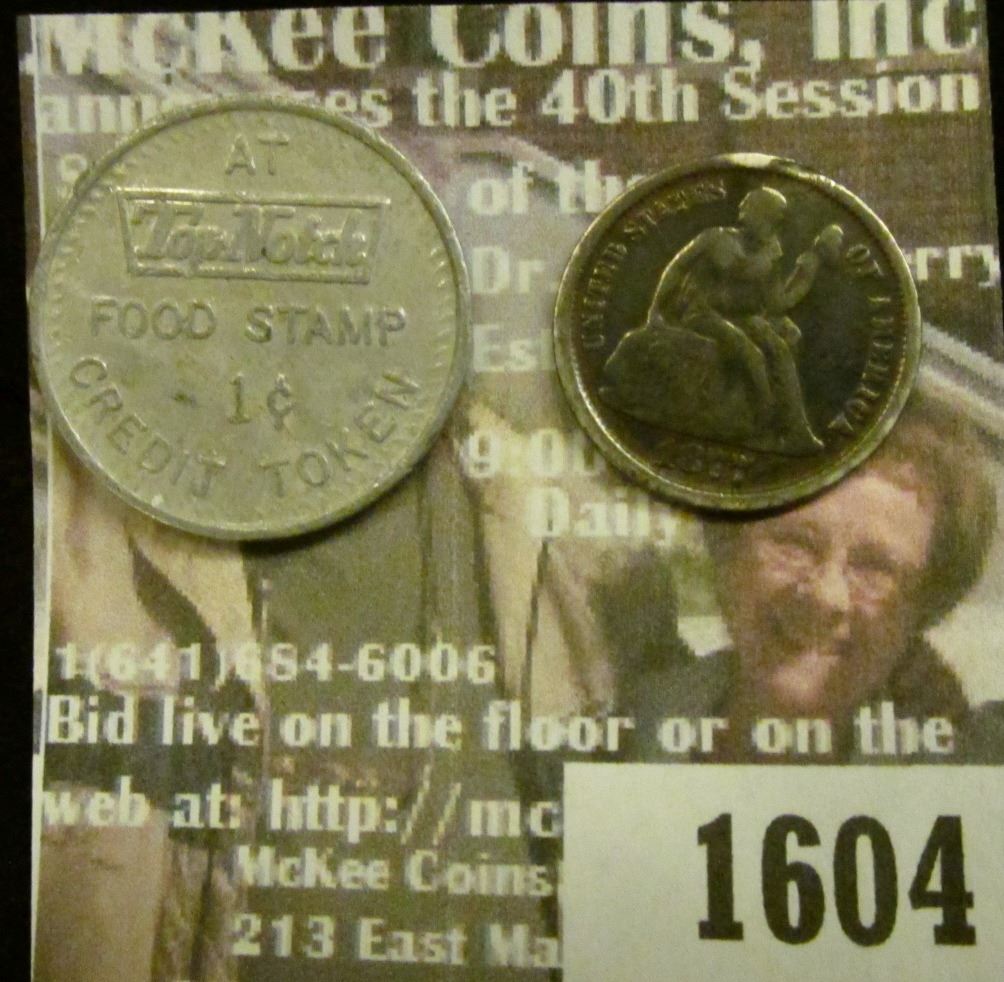 McKee Coins, Inc
the 40th Session
of the
Dr.
9
Daily
1(641)684-6006
Bid live on the floor or on the
web at: http://mc
McKee Coins
213 East Ma
1604
AT
Top Notch
FOOD STAMP
1¢
CREDIT TOKEN
UNITED STATES OF AMERICA